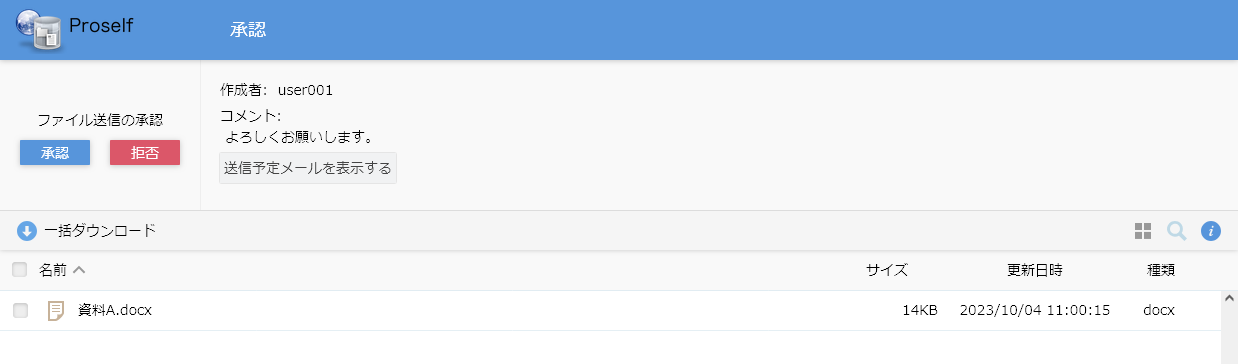 Proself
承認
ファイル送信の承認
承認 拒否
作成者: user001
コメント:
よろしくお願いします。
送信予定メールを表示する
一括ダウンロード
名前 サイズ 更新日時 種類
資料A.docx 14KB 2023/10/04 11:00:15 docx